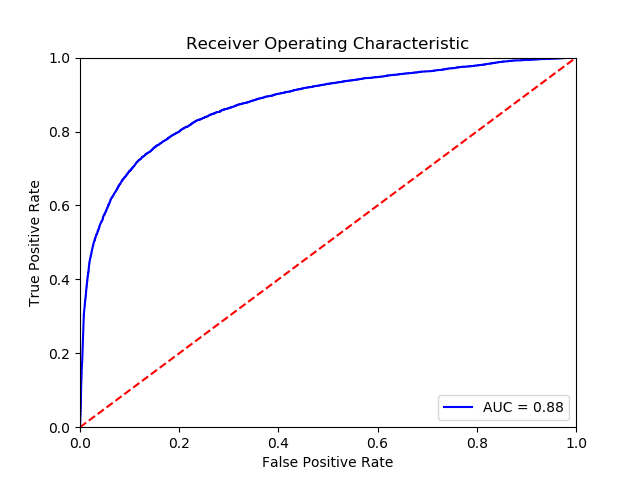 Receiver Operating Characteristic
1.0
0.8
0.6
0.4
0.2
0.0
True Positive Rate
AUC = 0.88
0.0 0.2 0.4 0.6 0.8 1.0
False Positive Rate